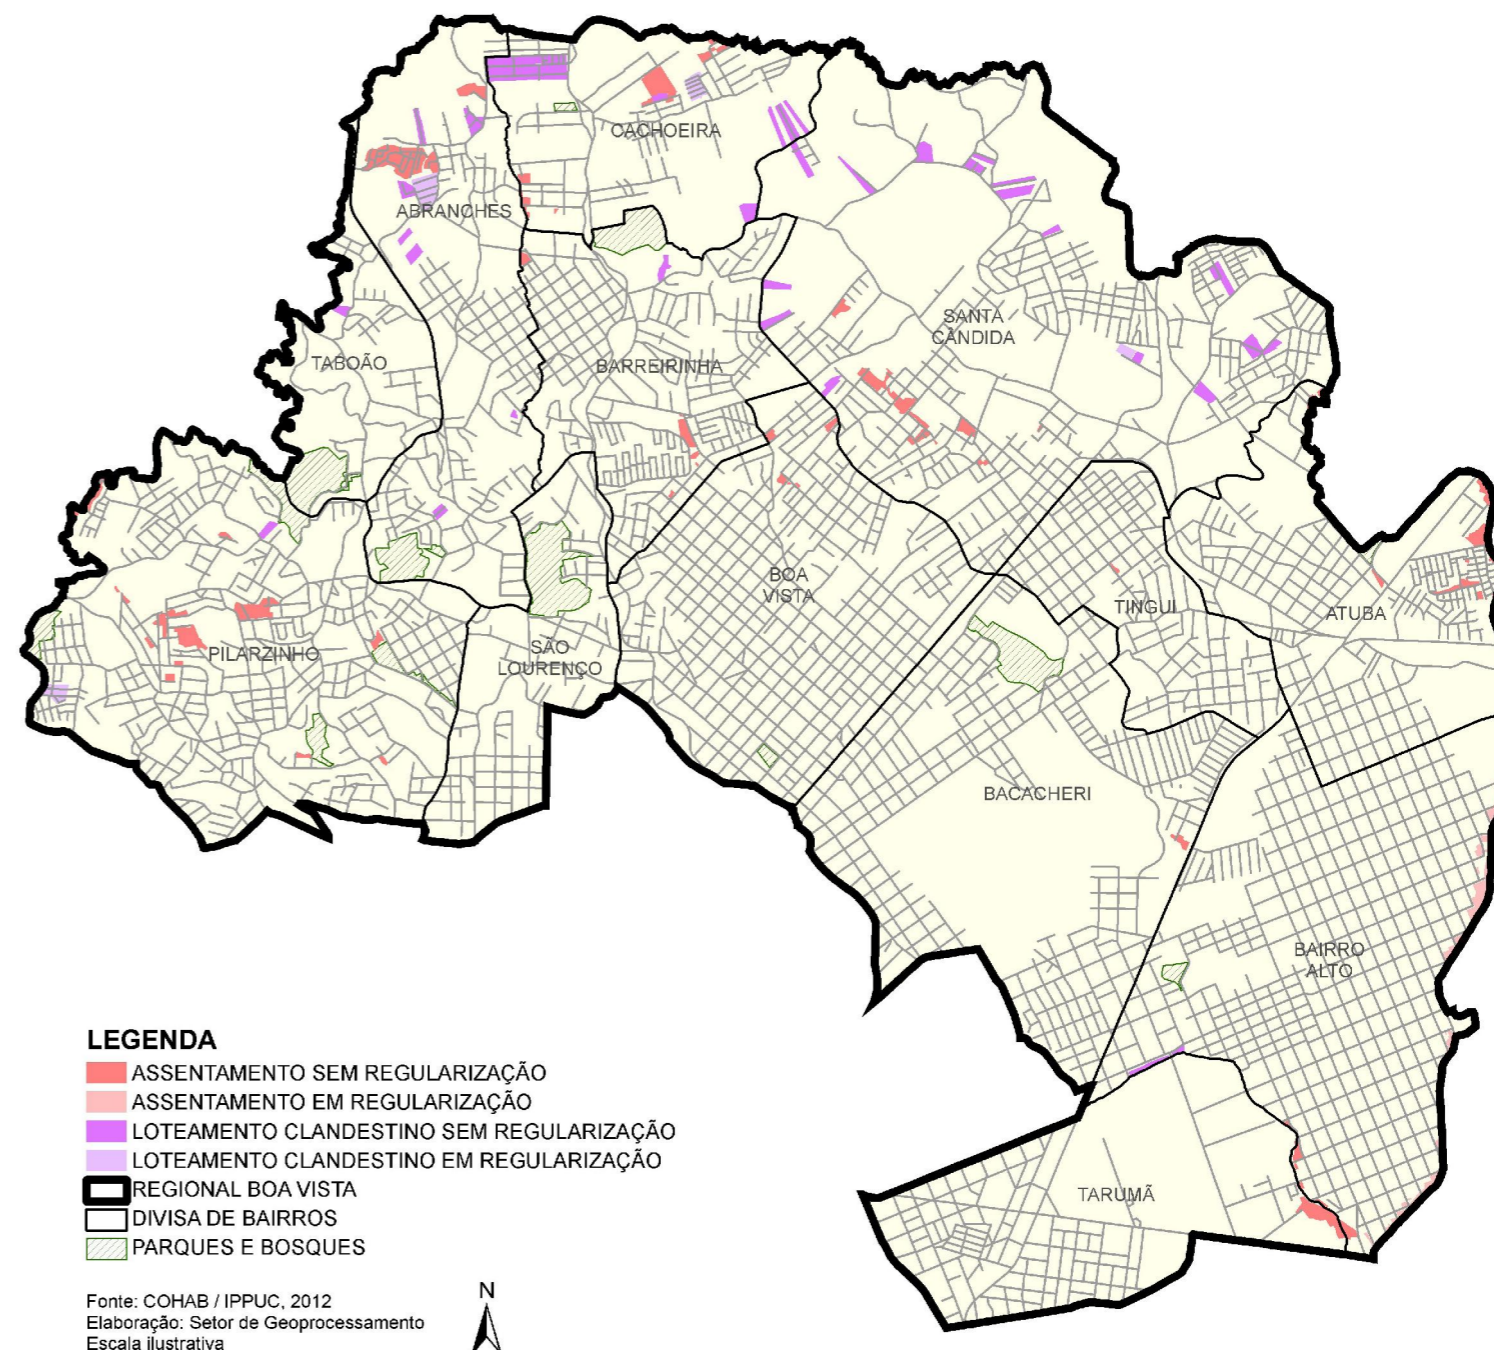 CACHOEIRA
ABRANCHES
SANTA
CÂNDIDA
TABOÃO
BARREIRINHA
BOA
VISTA
TINGUI
ATUBA
PILARZINHO
SÃO
LOURENÇO
BACACHERI
BAIRRO
ALTO
TARUMÃ
LEGENDA
ASSENTAMENTO SEM REGULARIZAÇÃO
ASSENTAMENTO EM REGULARIZAÇÃO
LOTEAMENTO CLANDESTINO SEM REGULARIZAÇÃO
LOTEAMENTO CLANDESTINO EM REGULARIZAÇÃO
REGIONAL BOA VISTA
DIVISA DE BAIRROS
PARQUES E BOSQUES
Fonte: COHAB / IPPUC, 2012
Elaboração: Setor de Geoprocessamento
Escala ilustrativa
N